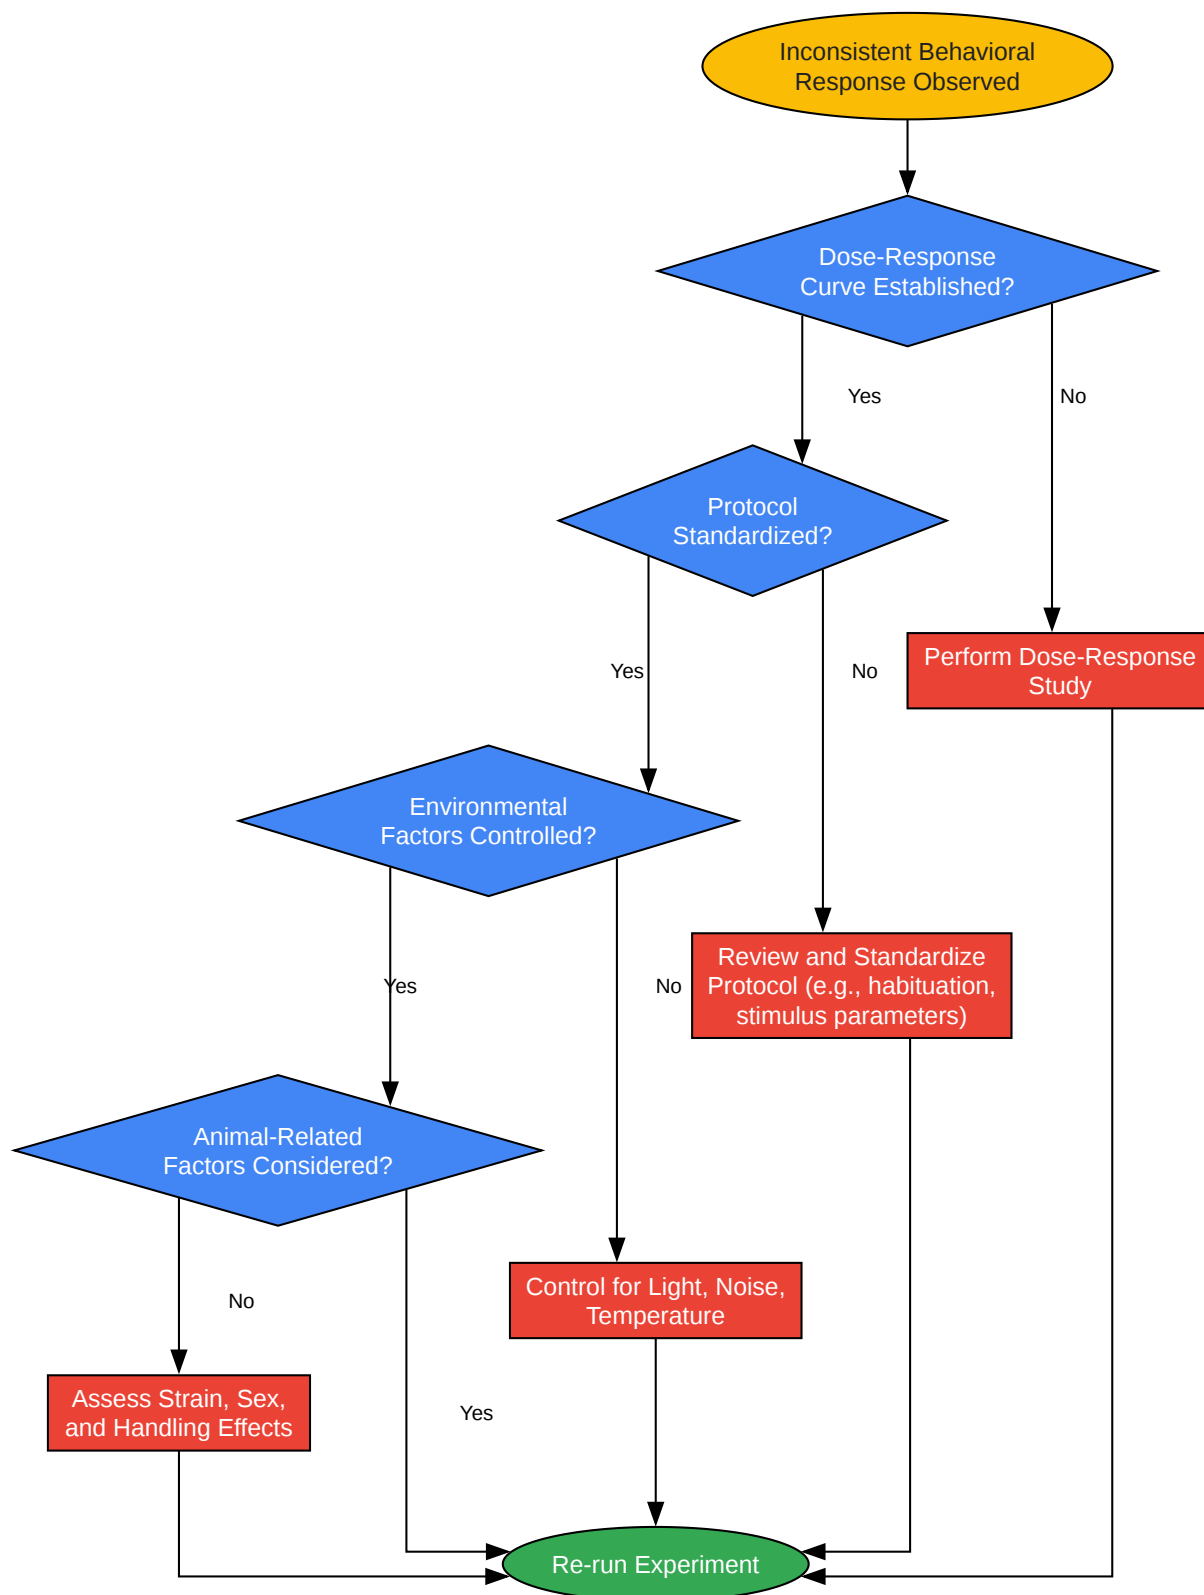 Inconsistent Behavioral
Response Observed
Dose-Response
Curve Established?
Yes
No
Protocol
Standardized?
Yes
No
Perform Dose-Response
Study
Environmental
Factors Controlled?
Yes
No
Review and Standardize
Protocol (e.g., habituation,
stimulus parameters)
Animal-Related
Factors Considered?
No
Control for Light, Noise,
Temperature
Assess Strain, Sex,
and Handling Effects
Yes
Re-run Experiment